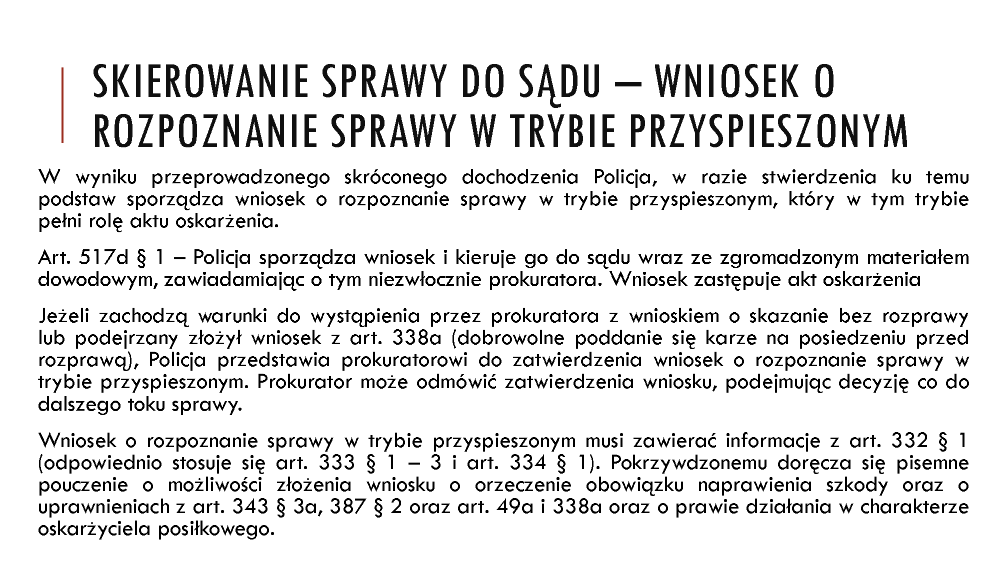 SKIEROWANIE SPRAWY DO SĄDU – WNIOSEK O
ROZPOZNANIE SPRAWY W TRYBIE PRZYSPIESZONYM
W wyniku przeprowadzonego skróconego dochodzenia Policja, w razie stwierdzenia ku temu
podstaw sporządza wniosek o rozpoznanie sprawy w trybie przyspieszonym, który w tym trybie
pełni rolę aktu oskarżenia.
Art. 517d § 1 – Policja sporządza wniosek i kieruje go do sądu wraz ze zgromadzonym materiałem
dowodowym, zawiadamiając o tym niezwłocznie prokuratora. Wniosek zastępuje akt oskarżenia
Jeżeli zachodzą warunki do wystąpienia przez prokuratora z wnioskiem o skazanie bez rozprawy
lub podejrzany złożył wniosek z art. 338a (dobrowolne poddanie się karze na posiedzeniu przed
rozprawą), Policja przedstawia prokuratorowi do zatwierdzenia wniosek o rozpoznanie sprawy w
trybie przyspieszonym. Prokurator może odmówić zatwierdzenia wniosku, podejmując decyzję co do
dalszego toku sprawy.
Wniosek o rozpoznanie sprawy w trybie przyspieszonym musi zawierać informacje z art. 332 § 1
(odpowiednio stosuje się art. 333 § 1 – 3 i art. 334 § 1). Pokrzywdzonemu doręcza się pisemne
pouczenie o możliwości złożenia wniosku o orzeczenie obowiązku naprawienia szkody oraz o
uprawnieniach z art. 343 § 3a, 387 § 2 oraz art. 49a i 338a oraz o prawie działania w charakterze
oskarżyciela posiłkowego.